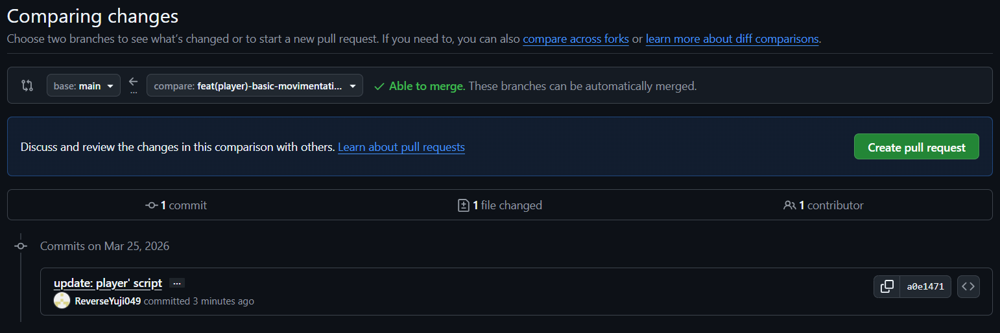 Comparing changes
Choose two branches to see what's changed or to start a new pull request. If you need to, you can also compare across forks or learn more about diff comparisons.
base: main compare: feat(player)-basic-movimentati... Able to merge. These branches can be automatically merged.
Discuss and review the changes in this comparison with others. Learn about pull requests Create pull request
1 commit 1 file changed 1 contributor
Commits on Mar 25, 2026
update: player' script ... a0e1471
ReverseYuji049 committed 3 minutes ago